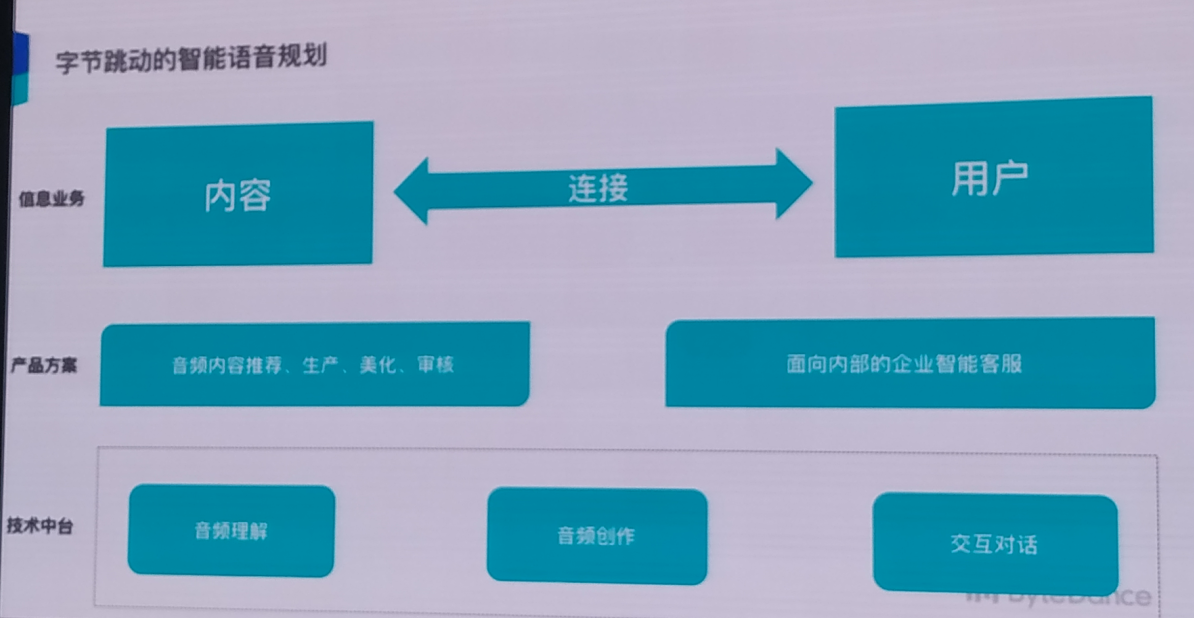 字节跳动的智能语音规划
信息业务
内容
连接
用户
产品方案
音频内容推荐、生产、美化、审核
面向内部的企业智能客服
技术中台
音频理解
音频创作
交互对话
ByteDance